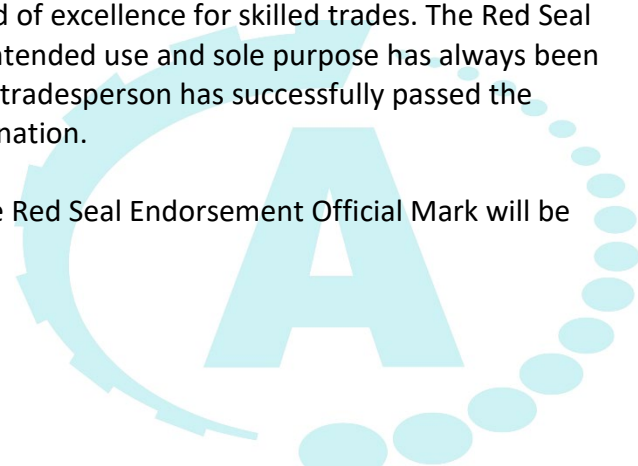 d of excellence for skilled trades. The Red Seal
tended use and sole purpose has always been
tradesperson has successfully passed the
nation.
e Red Seal Endorsement Official Mark will be
A